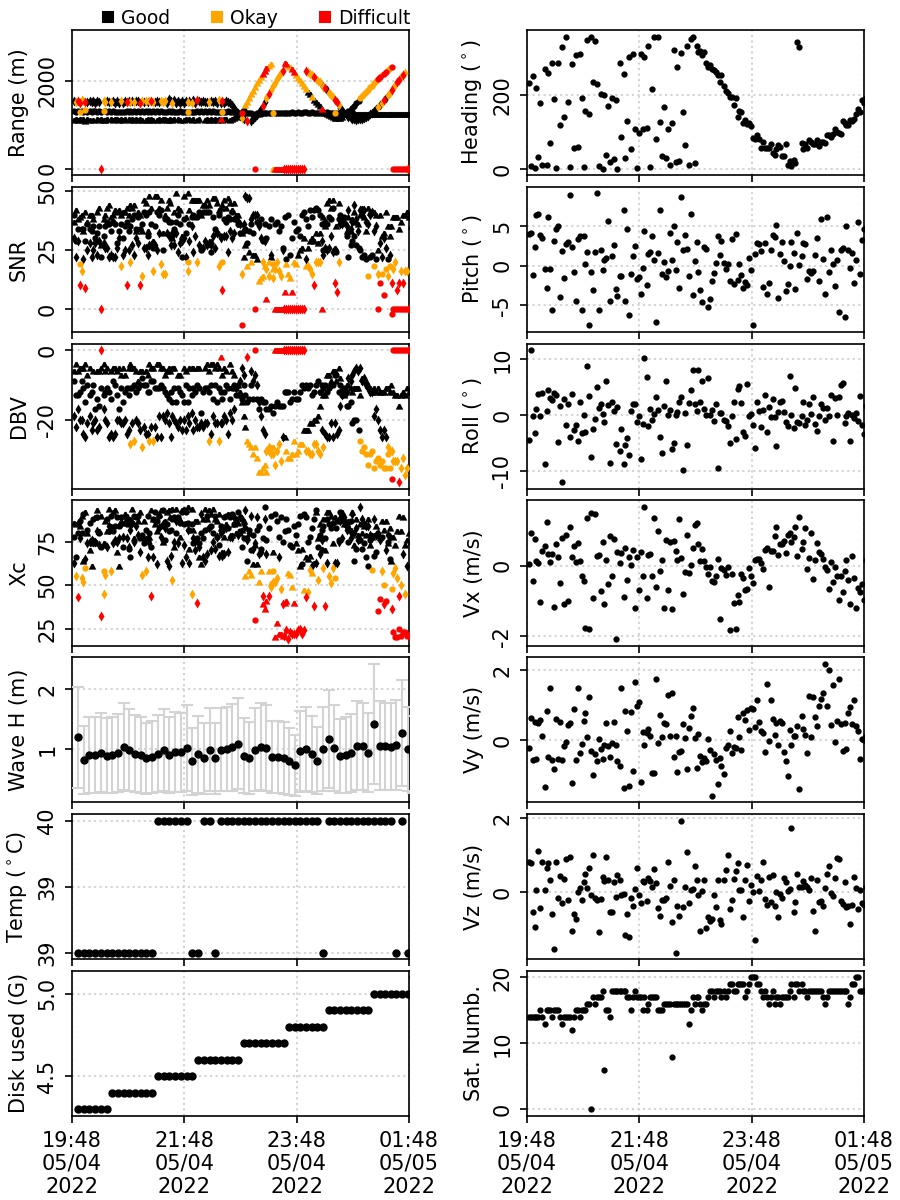 Good Okay Difficult
Range (m)
2000
0
Heading (°)
200
0
SNR
50
25
0
Pitch (°)
5
0
-5
DBV
0
-20
Roll (°)
10
0
-10
Xc
75
50
25
Vx (m/s)
0
-2
Wave H (m)
2
1
Vy (m/s)
2
0
Temp (°C)
40
39
39
Vz (m/s)
2
0
Disk used (G)
5.0
4.5
Sat. Numb.
20
10
0
19:48 21:48 23:48 01:48 19:48 21:48 23:48 01:48
05/04 05/04 05/04 05/05 05/04 05/04 05/04 05/05
2022 2022 2022 2022 2022 2022 2022 2022